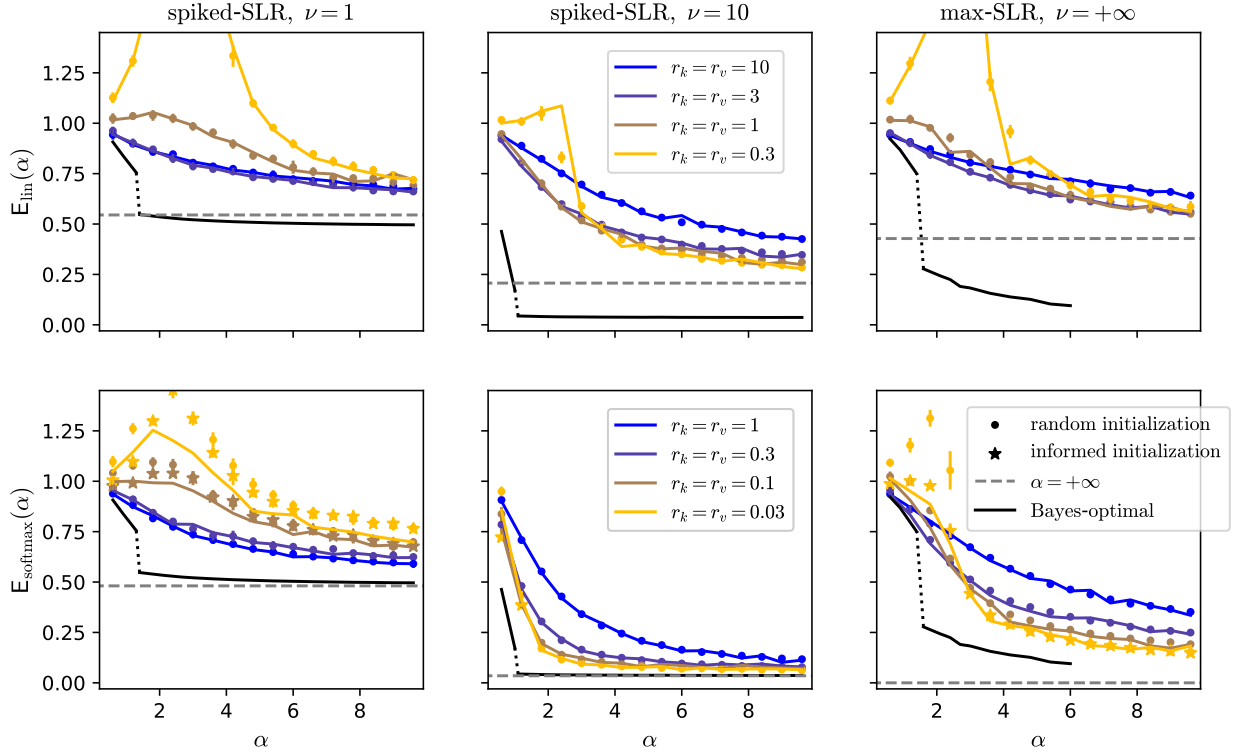 spiked-SLR, ν = 1
spiked-SLR, ν = 10
max-SLR, ν = +∞
E_lin(α)
1.25
1.00
0.75
0.50
0.25
0.00
r_k = r_v = 10
r_k = r_v = 3
r_k = r_v = 1
r_k = r_v = 0.3
E_softmax(α)
1.25
1.00
0.75
0.50
0.25
0.00
r_k = r_v = 1
r_k = r_v = 0.3
r_k = r_v = 0.1
r_k = r_v = 0.03
random initialization
informed initialization
α = +∞
Bayes-optimal
2 4 6 8
2 4 6 8
2 4 6 8
α
α
α